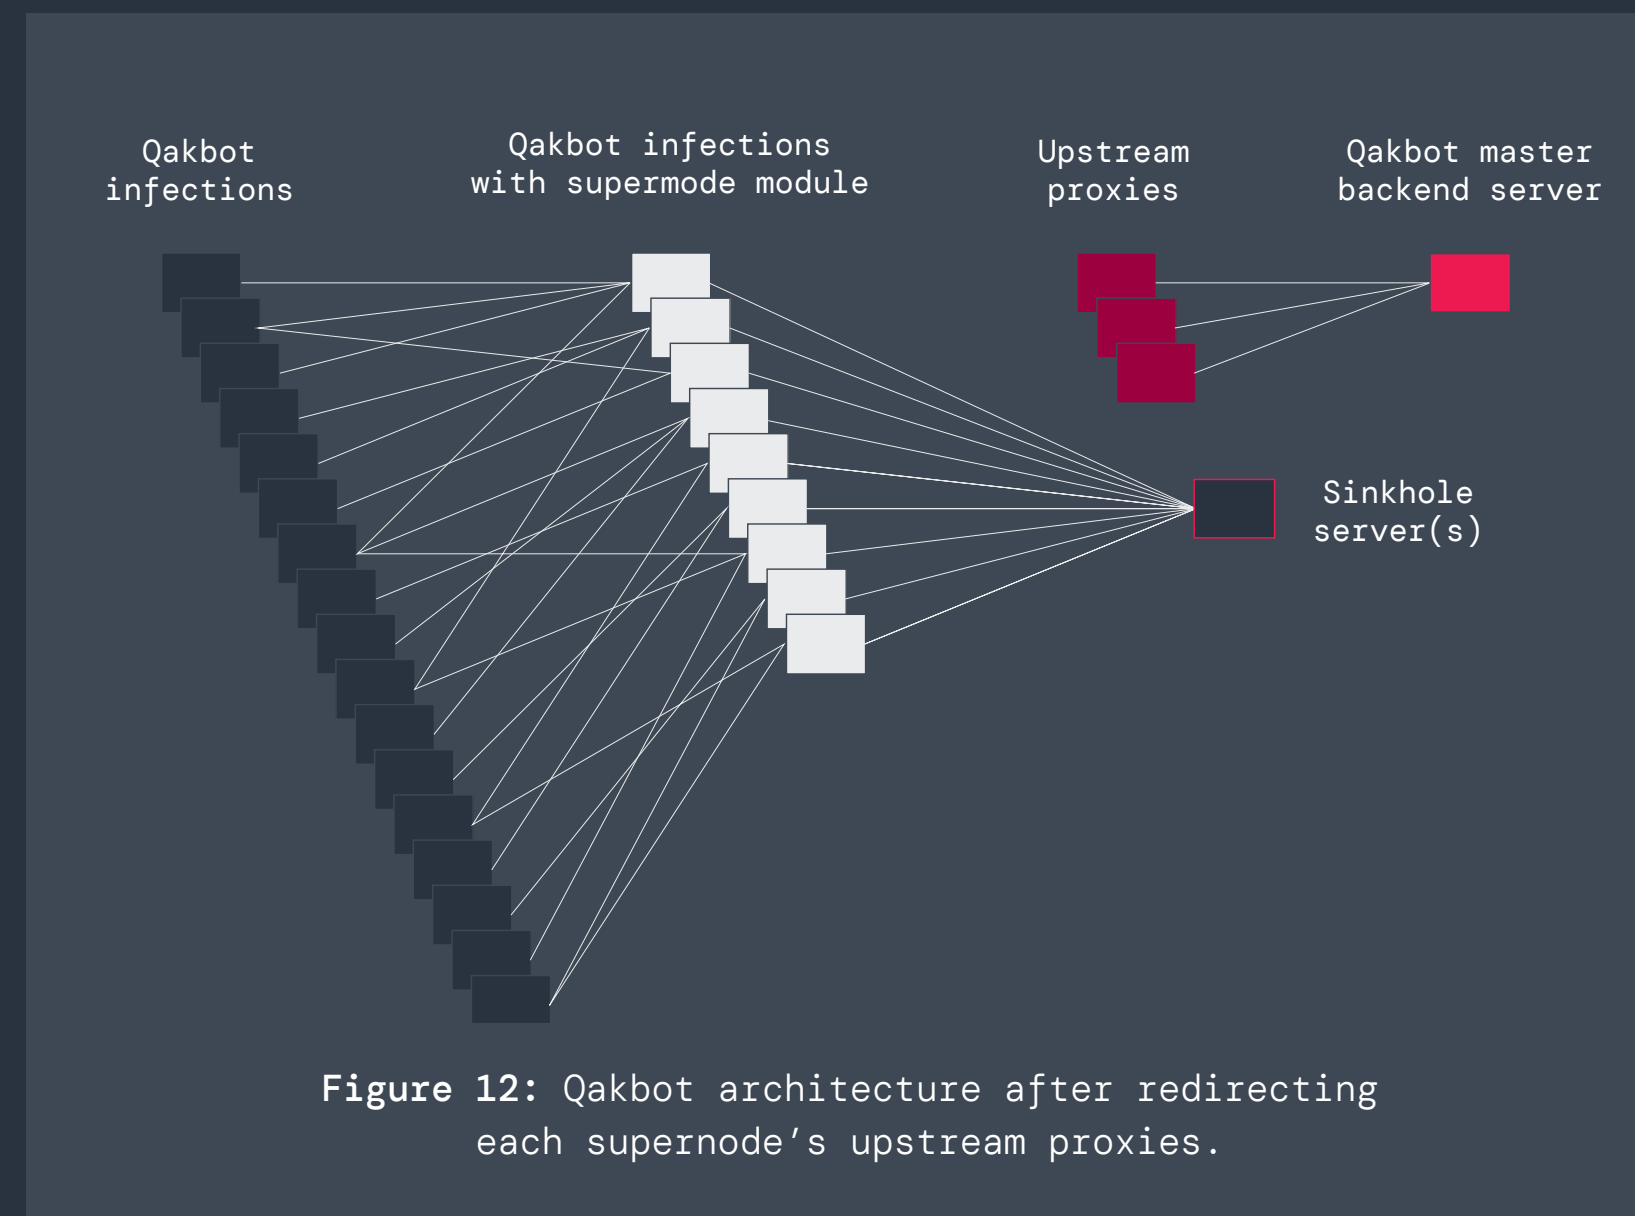 Qakbot
infections
Qakbot infections
with supermode module
Upstream
proxies
Qakbot master
backend server
Sinkhole
server(s)
Figure 12: Qakbot architecture after redirecting
each supernode’s upstream proxies.